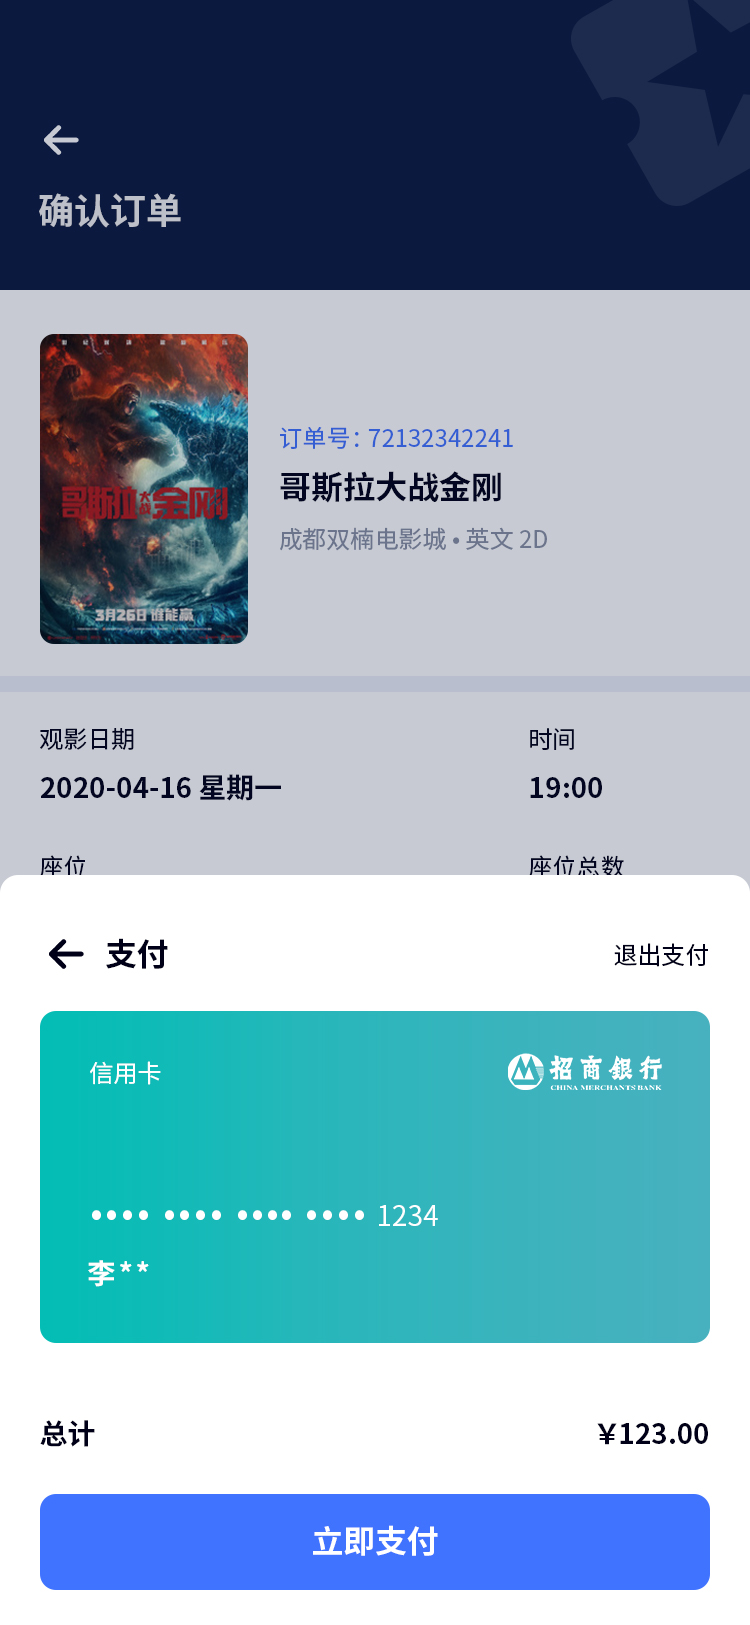 确认订单
哥斯拉大战金刚
3月26日 谁能赢
订单号: 72132342241
哥斯拉大战金刚
成都双楠电影城 • 英文 2D
观影日期
时间
2020-04-16 星期一
19:00
座位
座位总数
支付
退出支付
信用卡
招商銀行
CHINA MERCHANTS BANK
•••• •••• •••• •••• 1234
李**
总计
¥123.00
立即支付